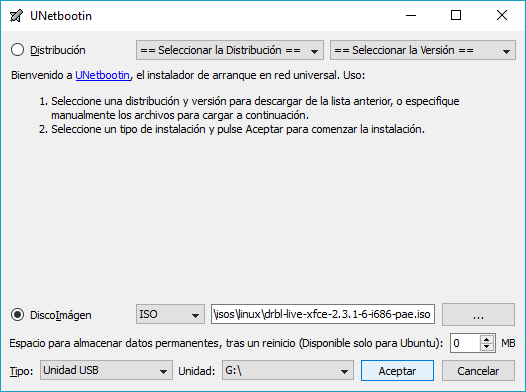 UNetbootin
Distribución == Seleccionar la Distribución == == Seleccionar la Versión ==
Bienvenido a UNetbootin, el instalador de arranque en red universal. Uso:
1. Seleccione una distribución y versión para descargar de la lista anterior, o especifique
manualmente los archivos para cargar a continuación.
2. Seleccione un tipo de instalación y pulse Aceptar para comenzar la instalación.
DiscoImágen ISO \isos\linux\drbl-live-xfce-2.3.1-6-i686-pae.iso ...
Espacio para almacenar datos permanentes, tras un reinicio (Disponible solo para Ubuntu): 0 MB
Tipo: Unidad USB Unidad: G:\ Aceptar Cancelar